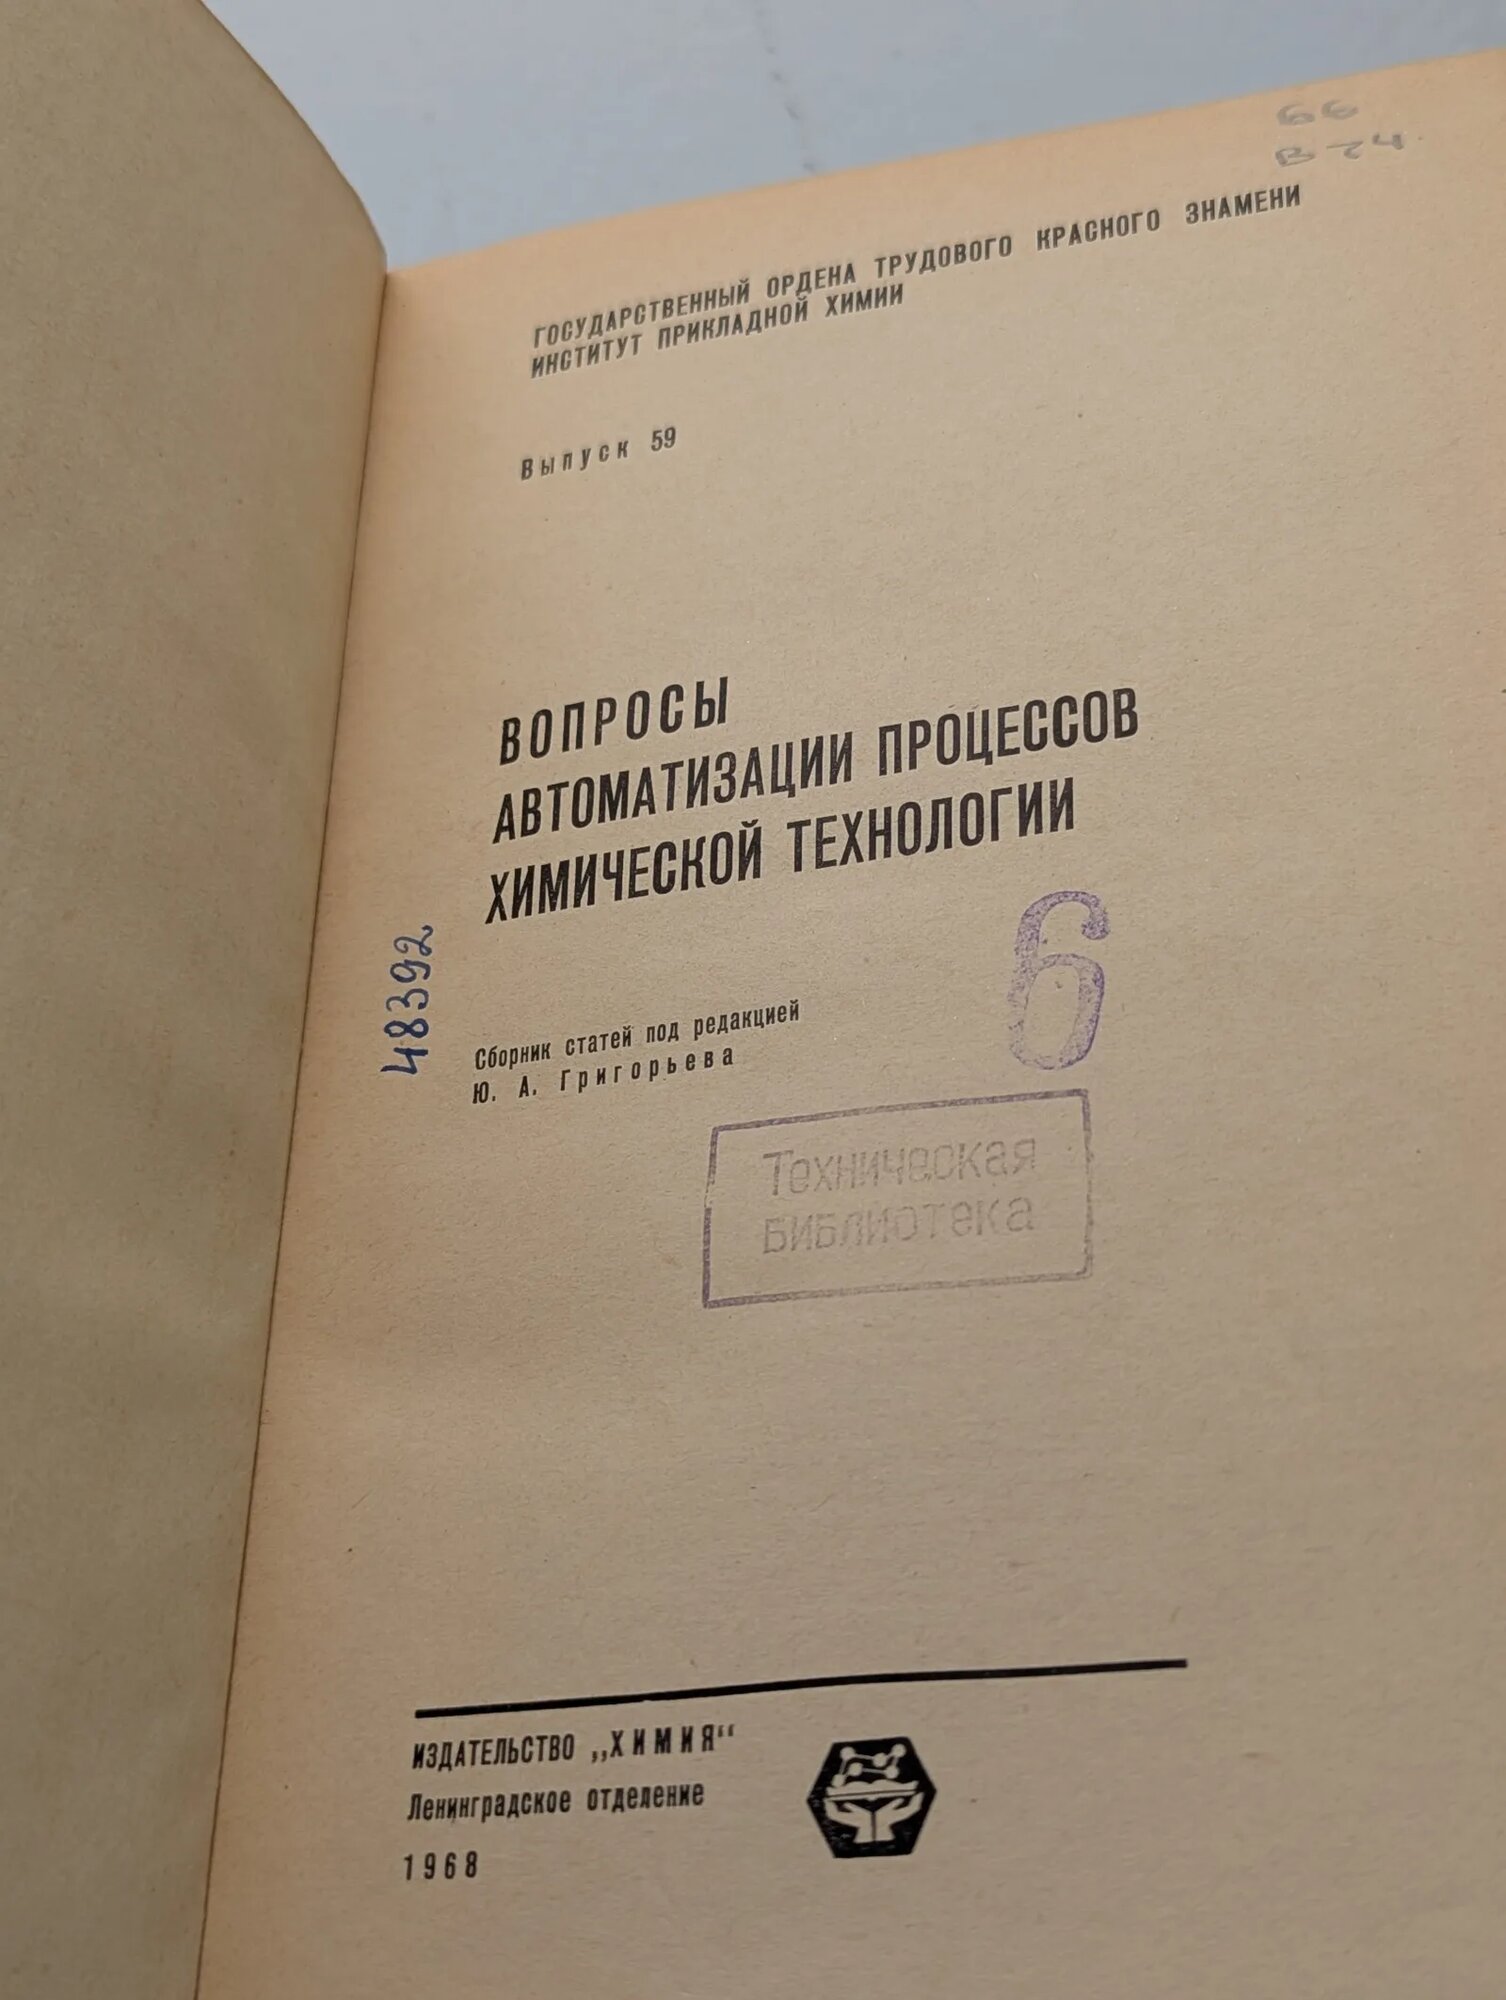 66
В 74
ГОСУДАРСТВЕННЫЙ ОРДЕНА ТРУДОВОГО КРАСНОГО ЗНАМЕНИ
ИНСТИТУТ ПРИКЛАДНОЙ ХИМИИ
Выпуск 59
ВОПРОСЫ
АВТОМАТИЗАЦИИ ПРОЦЕССОВ
ХИМИЧЕСКОЙ ТЕХНОЛОГИИ
48392
Сборник статей под редакцией
Ю. А. Григорьева
6
Техническая
БИБЛИОТЕКА
ИЗДАТЕЛЬСТВО „ХИМИЯ“
Ленинградское отделение
1968